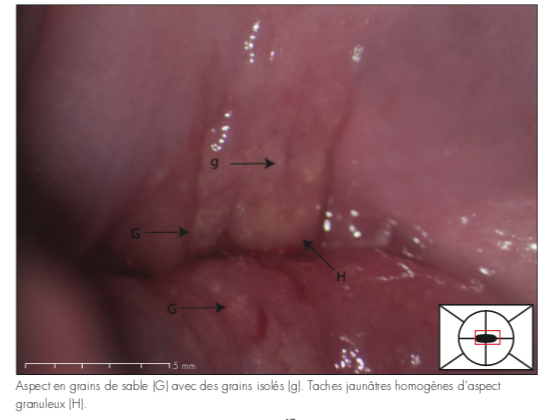 g
G
H
G
5 mm
Aspect en grains de sable (G) avec des grains isolés (g). Taches jaunâtres homogènes d'aspect
granuleux (H).